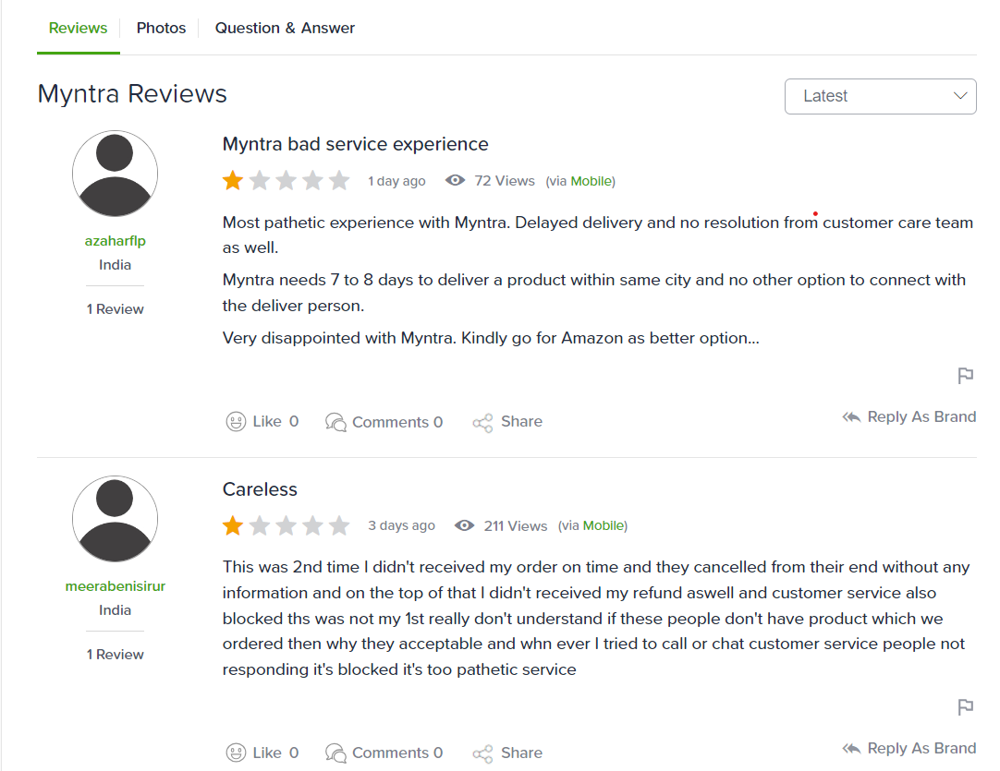 Reviews Photos Question & Answer
Myntra Reviews
Latest
Myntra bad service experience
1 day ago 72 Views (via Mobile)
azaharflp
India
1 Review
Most pathetic experience with Myntra. Delayed delivery and no resolution from customer care team
as well.
Myntra needs 7 to 8 days to deliver a product within same city and no other option to connect with
the deliver person.
Very disappointed with Myntra. Kindly go for Amazon as better option...
Like 0 Comments 0 Share Reply As Brand
Careless
3 days ago 211 Views (via Mobile)
meerabenisirur
India
1 Review
This was 2nd time I didn't received my order on time and they cancelled from their end without any
information and on the top of that I didn't received my refund aswell and customer service also
blocked ths was not my 1st really don't understand if these people don't have product which we
ordered then why they acceptable and whn ever I tried to call or chat customer service people not
responding it's blocked it's too pathetic service
Like 0 Comments 0 Share Reply As Brand